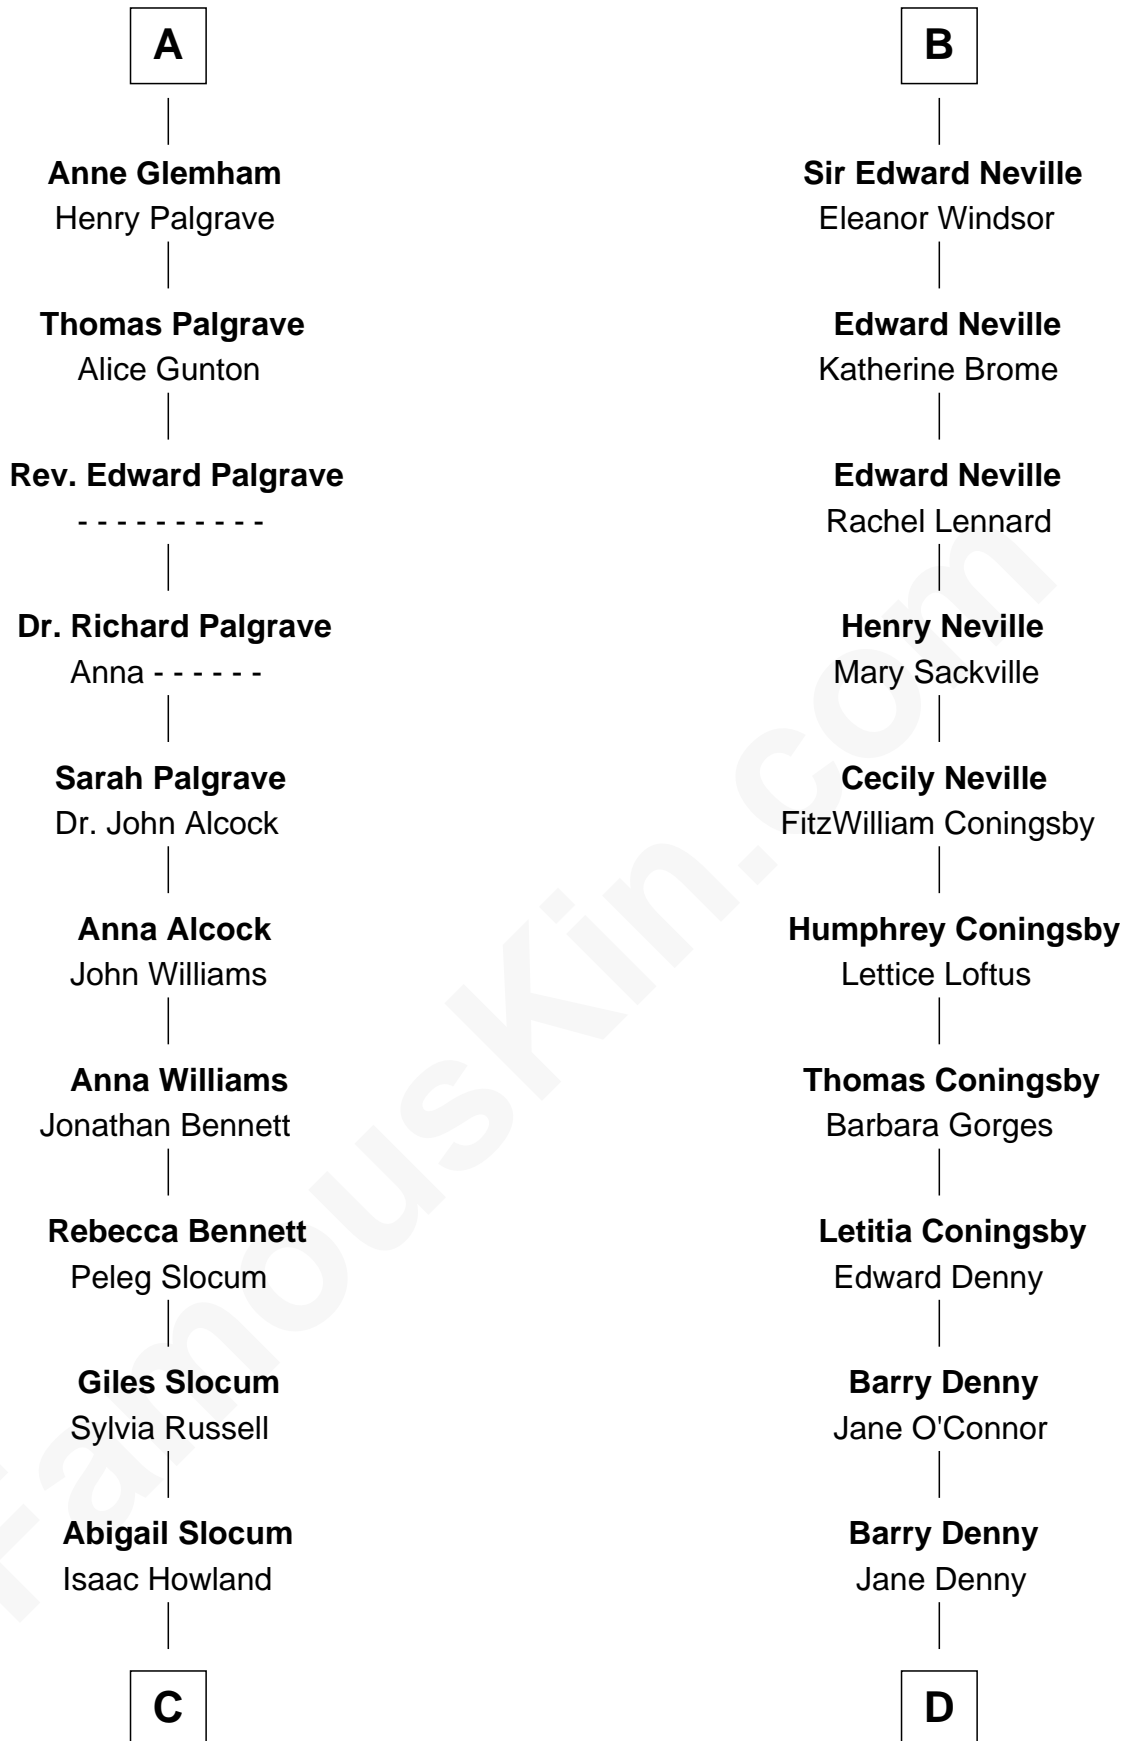 A
Anne Glemham
Henry Palgrave
Thomas Palgrave
Alice Gunton
Rev. Edward Palgrave
- - - - - - - - - -
Dr. Richard Palgrave
Anna - - - - - -
Sarah Palgrave
Dr. John Alcock
Anna Alcock
John Williams
Anna Williams
Jonathan Bennett
Rebecca Bennett
Peleg Slocum
Giles Slocum
Sylvia Russell
Abigail Slocum
Isaac Howland
C
B
Sir Edward Neville
Eleanor Windsor
Edward Neville
Katherine Brome
Edward Neville
Rachel Lennard
Henry Neville
Mary Sackville
Cecily Neville
FitzWilliam Coningsby
Humphrey Coningsby
Lettice Loftus
Thomas Coningsby
Barbara Gorges
Letitia Coningsby
Edward Denny
Barry Denny
Jane O'Connor
Barry Denny
Jane Denny
D
FamousKin.com